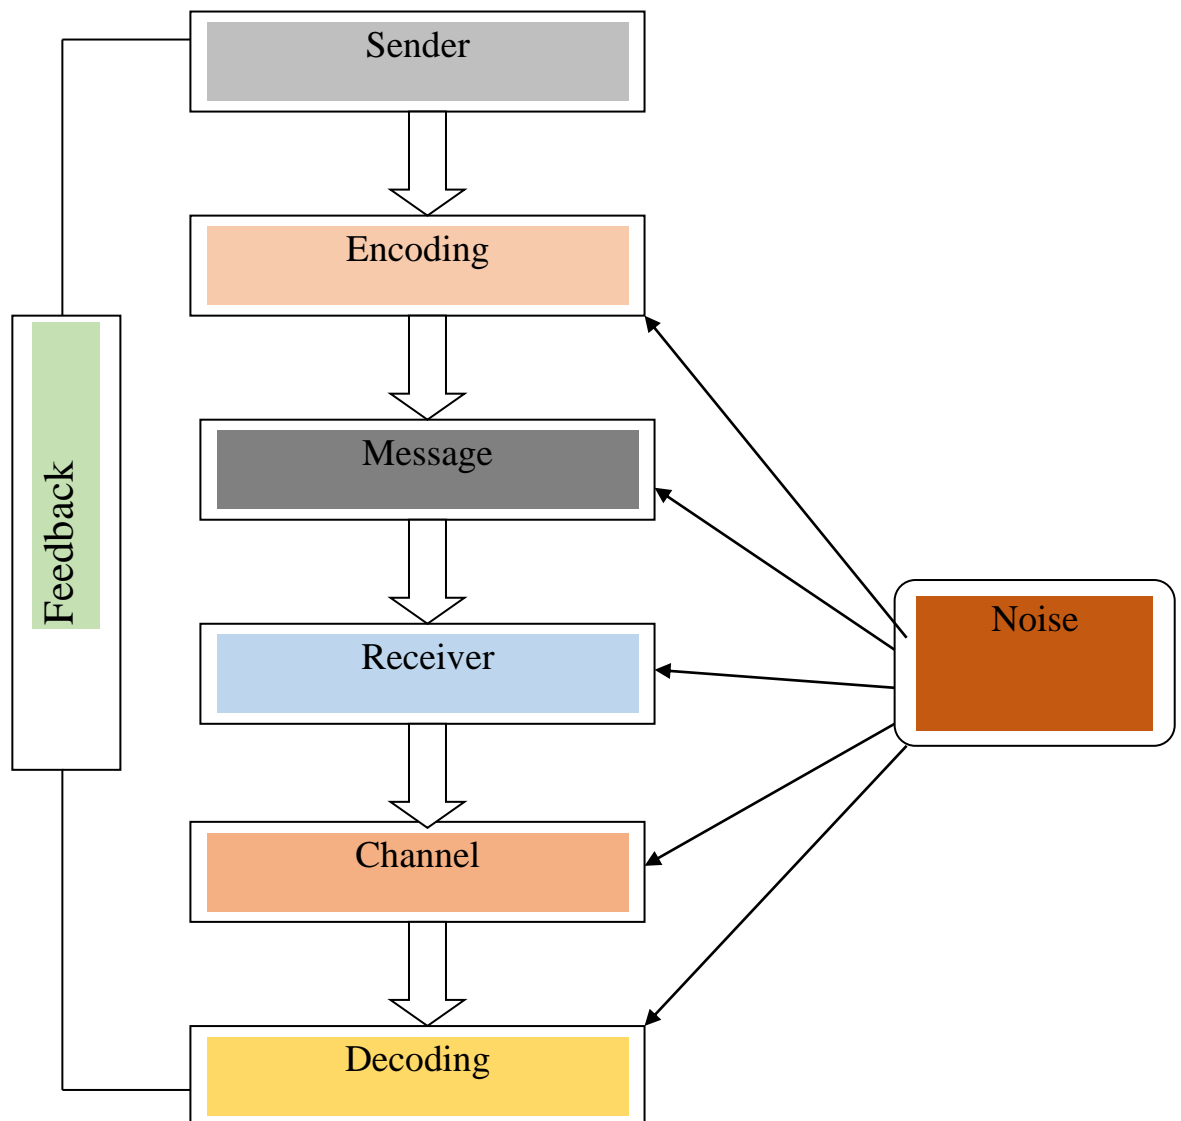 Sender
Encoding
Message
Feedback
Noise
Receiver
Channel
Decoding